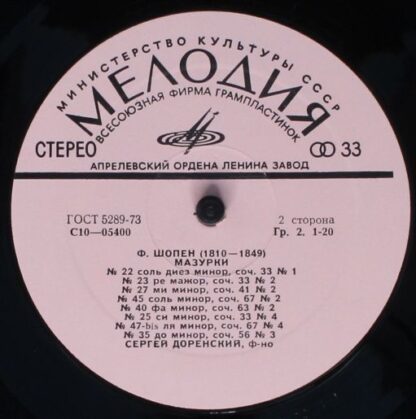 МИНИСТЕРСТВО КУЛЬТУРЫ СССР
МЕЛОДИЯ
ВСЕСОЮЗНАЯ ФИРМА ГРАМПЛАСТИНОК
СТЕРЕО 33
АПРЕЛЕВСКИЙ ОРДЕНА ЛЕНИНА ЗАВОД
ГОСТ 5289-73 2 сторона
С10—05400 Гр. 2. 1-20
Ф. ШОПЕН (1810—1849)
МАЗУРКИ
№ 22 соль диез минор, соч. 33 № 1
№ 23 ре мажор, соч. 33 № 2
№ 27 ми минор, соч. 41 № 2
№ 45 соль минор, соч. 67 № 2
№ 40 фа минор, соч. 63 № 2
№ 25 си минор, соч. 33 № 4
№ 47-bis ля минор, соч. 67 № 4
№ 35 до минор, соч. 56 № 3
СЕРГЕЙ ДОРЕНСКИЙ, ф-но